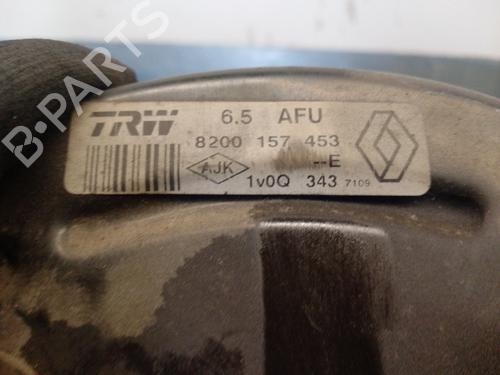 B-PARTS
TRW 6.5 AFU
8200 157 453
--E
AJK 1v0Q 343 7109